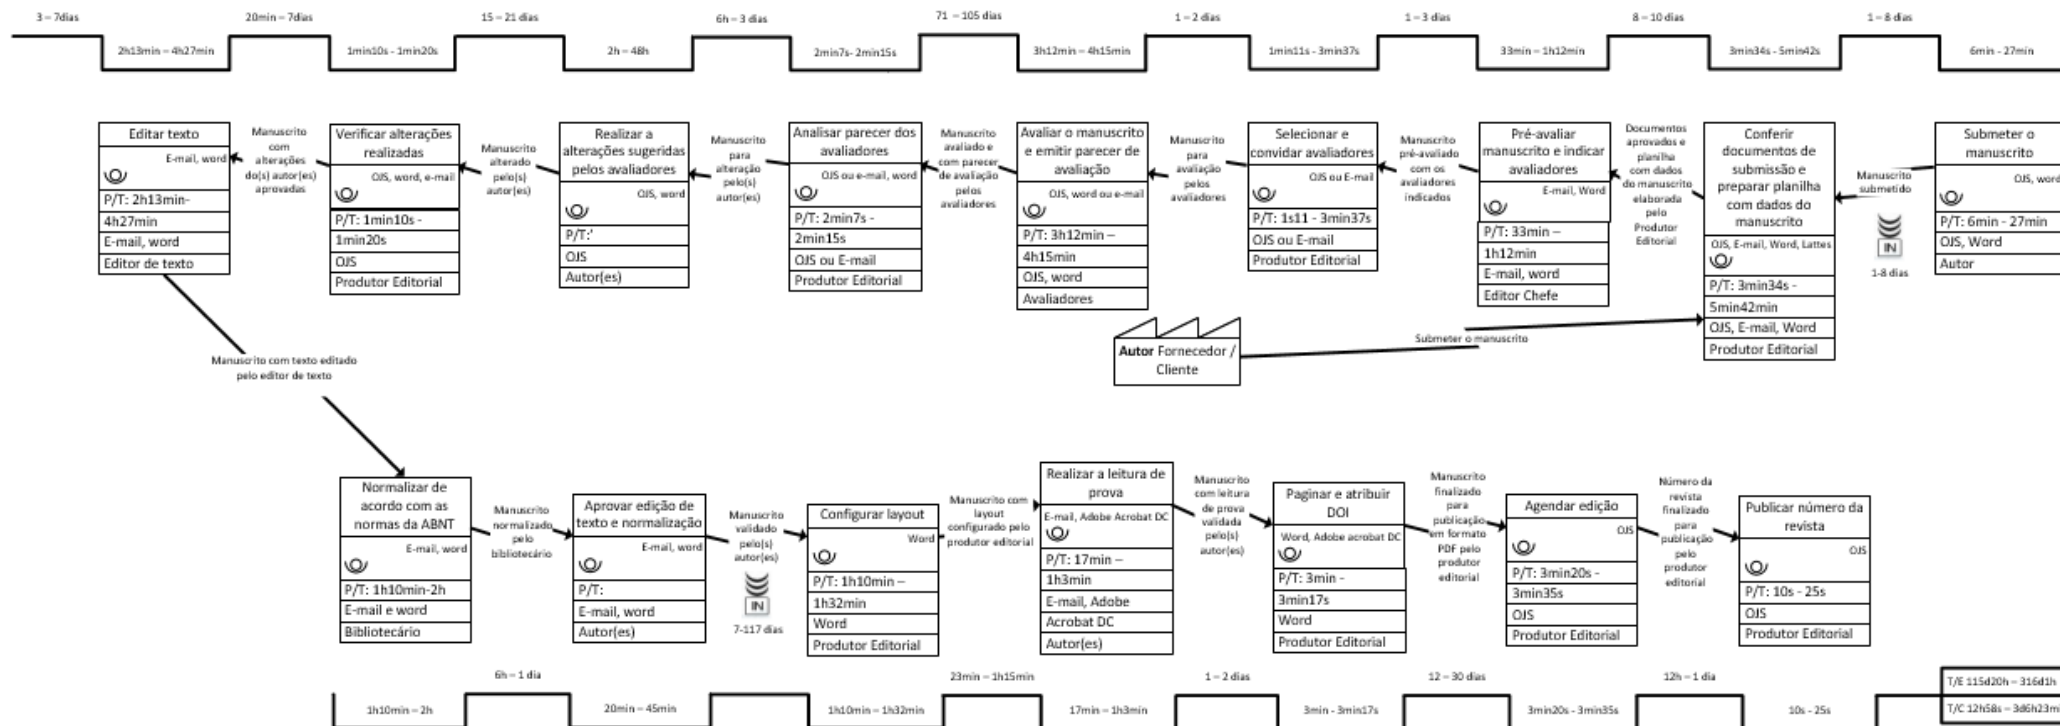 3 – 7dias
20min – 7dias
15 – 21 dias
6h – 3 dias
71 – 105 dias
1 – 2 dias
1 – 3 dias
8 – 10 dias
1 – 8 dias
2h13min – 4h27min
1min10s - 1min20s
2h – 48h
2min7s- 2min15s
3h12min – 4h15min
1min11s - 3min37s
33min – 1h12min
3min34s - 5min42s
6min - 27min
Editar texto
E-mail, word
P/T: 2h13min-
4h27min
E-mail, word
Editor de texto
Manuscrito
com
alterações
do(s) autor(es)
aprovadas
Verificar alterações
realizadas
OJS, word, e-mail
P/T: 1min10s -
1min20s
OJS
Produtor Editorial
Manuscrito
alterado
pelo(s)
autor(es)
Realizar a
alterações sugeridas
pelos avaliadores
OJS, word
P/T:'
OJS
Autor(es)
Manuscrito
para
alteração
pelo(s)
autor(es)
Analisar parecer dos
avaliadores
OJS ou e-mail, word
P/T: 2min7s -
2min15s
OJS ou E-mail
Produtor Editorial
Manuscrito
avaliado e
com parecer
de avaliação
pelos
avaliadores
Avaliar o manuscrito
e emitir parecer de
avaliação
OJS, word ou e-mail
P/T: 3h12min –
4h15min
OJS, word
Avaliadores
Manuscrito
para
avaliação
pelos
avaliadores
Selecionar e
convidar avaliadores
OJS ou E-mail
P/T: 1s11 - 3min37s
OJS ou E-mail
Produtor Editorial
Manuscrito
pré-avaliado
com os
avaliadores
indicados
Pré-avaliar
manuscrito e indicar
avaliadores
E-mail, Word
P/T: 33min –
1h12min
E-mail, word
Editor Chefe
Documentos
aprovados e
planilha
com dados
do manuscrito
elaborada
pelo
Produtor
Editorial
Conferir
documentos de
submissão e
preparar planilha
com dados do
manuscrito
OJS, E-mail, Word, Lattes
P/T: 3min34s -
5min42min
OJS, E-mail, Word
Produtor Editorial
Manuscrito
submetido
IN
1-8 dias
Submeter o
manuscrito
OJS, word
P/T: 6min - 27min
OJS, Word
Autor
Autor Fornecedor /
Cliente
Submeter o manuscrito
Manuscrito com texto editado
pelo editor de texto
Normalizar de
acordo com as
normas da ABNT
E-mail, word
P/T: 1h10min-2h
E-mail e word
Bibliotecário
Manuscrito
normalizado
pelo
bibliotecário
Aprovar edição de
texto e normalização
E-mail, word
P/T:
E-mail, word
Autor(es)
Manuscrito
validado
pelo(s)
autor(es)
IN
7-117 dias
Configurar layout
Word
P/T: 1h10min –
1h32min
Word
Produtor Editorial
Manuscrito com
layout
configurado pelo
produtor editorial
Realizar a leitura de
prova
E-mail, Adobe Acrobat DC
P/T: 17min –
1h3min
E-mail, Adobe
Acrobat DC
Autor(es)
Manuscrito
com leitura
de prova
validada
pelo(s)
autor(es)
Paginar e atribuir
DOI
Word, Adobe acrobat DC
P/T: 3min -
3min17s
Word
Produtor Editorial
Manuscrito
finalizado
para
publicação
em formato
PDF pelo
produtor
editorial
Agendar edição
OJS
P/T: 3min20s -
3min35s
OJS
Produtor Editorial
Número da
revista
finalizado
para
publicação
pelo
produtor
editorial
Publicar número da
revista
OJS
P/T: 10s - 25s
OJS
Produtor Editorial
6h – 1 dia
23min – 1h15min
1 – 2 dias
12 – 30 dias
12h – 1 dia
T/E 115d20h – 316d1h
1h10min – 2h
20min – 45min
1h10min – 1h32min
17min – 1h3min
3min - 3min17s
3min20s - 3min35s
10s - 25s
T/C 12h58s – 3d6h23m